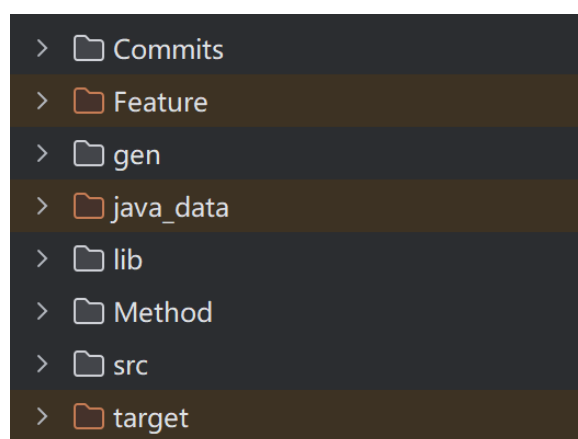 Commits
Feature
gen
java_data
lib
Method
src
target